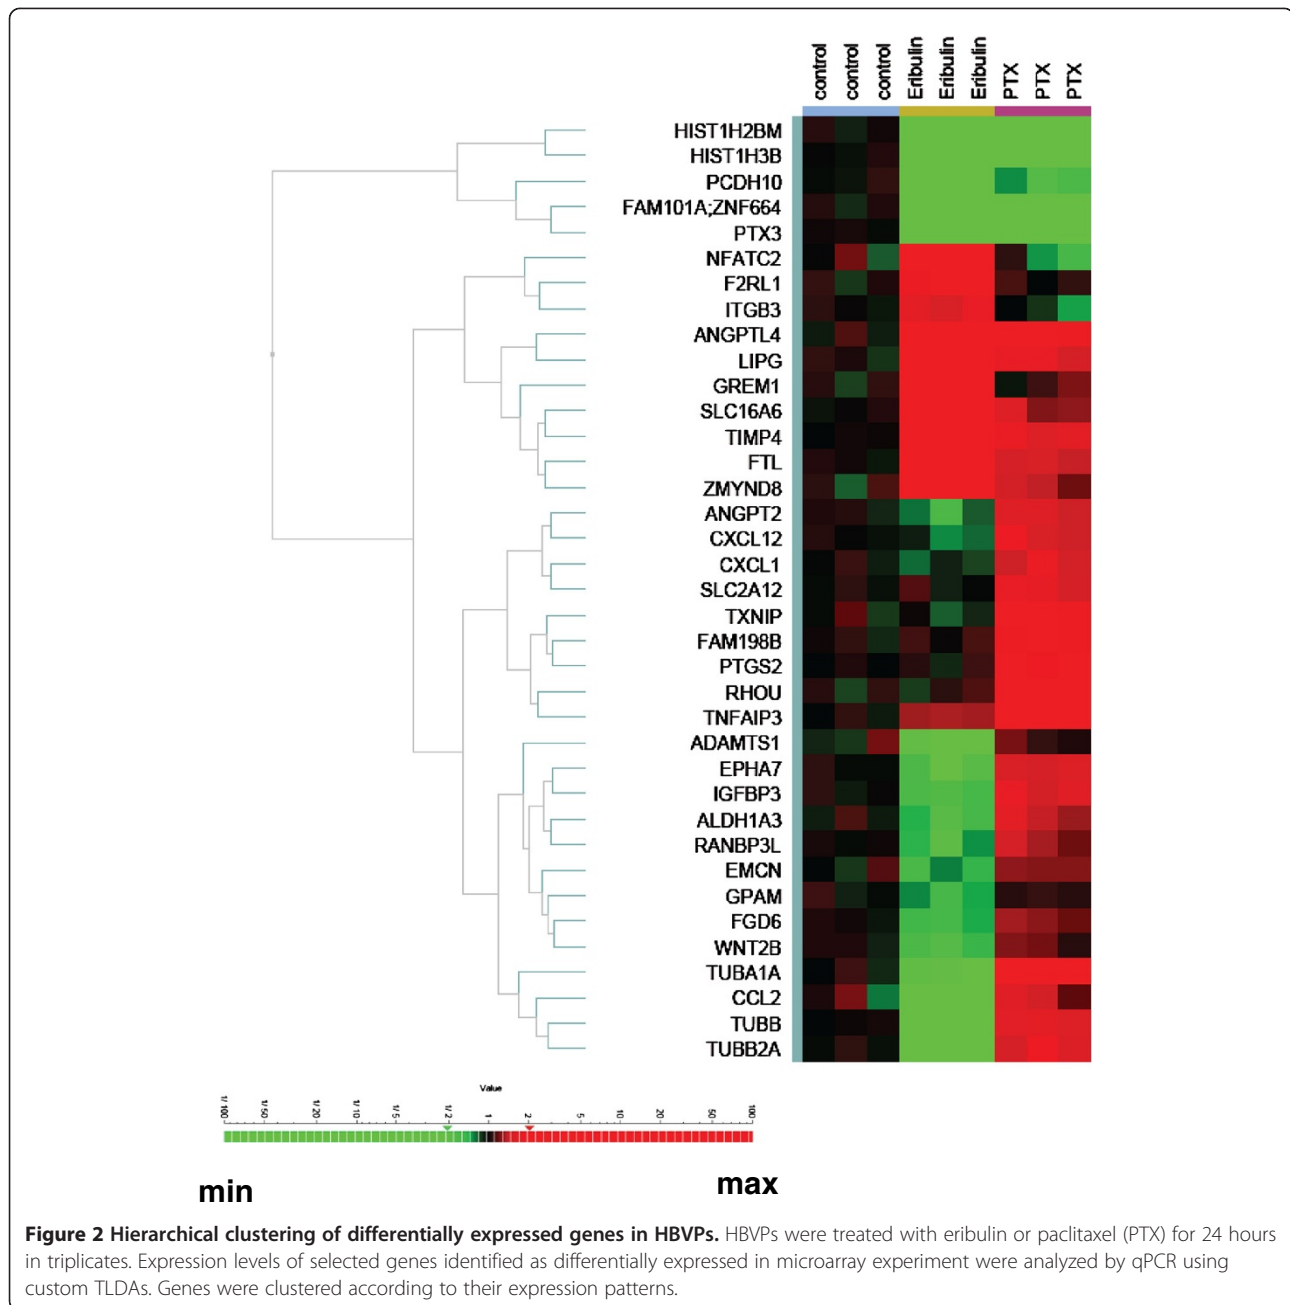 control
control
control
Eribulin
Eribulin
Eribulin
PTX
PTX
PTX
HIST1H2BM
HIST1H3B
PCDH10
FAM101A;ZNF664
PTX3
NFATC2
F2RL1
ITGB3
ANGPTL4
LIPG
GREM1
SLC16A6
TIMP4
FTL
ZMYND8
ANGPT2
CXCL12
CXCL1
SLC2A12
TXNIP
FAM198B
PTGS2
RHOU
TNFAIP3
ADAMTS1
EPHA7
IGFBP3
ALDH1A3
RANBP3L
EMCN
GPAM
FGD6
WNT2B
TUBA1A
CCL2
TUBB
TUBB2A
Value
1/100
1/50
1/20
1/10
1/5
1/2
1
2
5
10
20
50
100
min
max
Figure 2 Hierarchical clustering of differentially expressed genes in HBVPs. HBVPs were treated with eribulin or paclitaxel (PTX) for 24 hours
in triplicates. Expression levels of selected genes identified as differentially expressed in microarray experiment were analyzed by qPCR using
custom TLDAs. Genes were clustered according to their expression patterns.